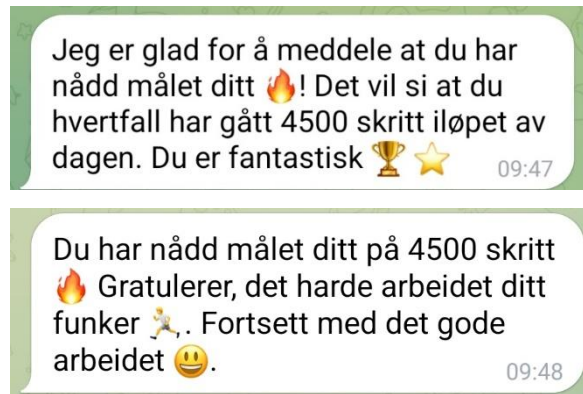 Jeg er glad for å meddele at du har
nådd målet ditt 🔥! Det vil si at du
hvertfall har gått 4500 skritt iløpet av
dagen. Du er fantastisk 🏆 ⭐
09:47
Du har nådd målet ditt på 4500 skritt
🔥 Gratulerer, det harde arbeidet ditt
funker 🏃,. Fortsett med det gode
arbeidet 😃.
09:48